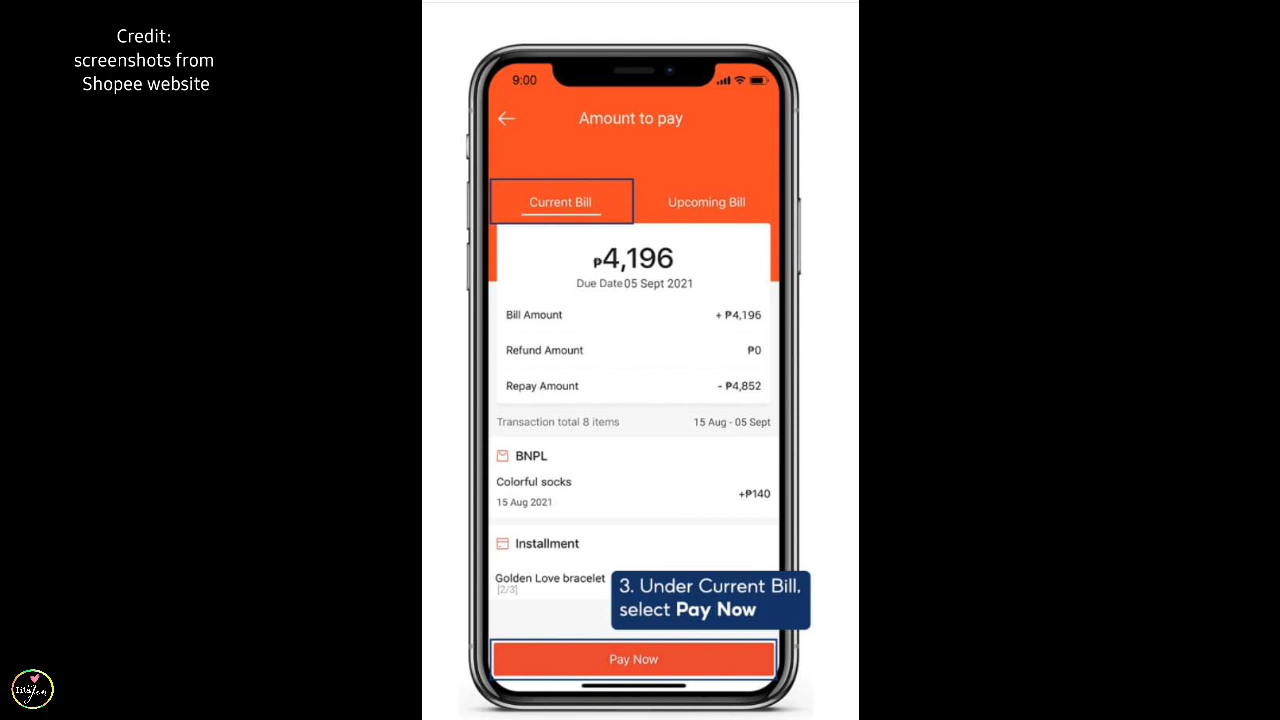 Credit:
screenshots from
Shopee website
9:00
Amount to pay
Current Bill
Upcoming Bill
₱4,196
Due Date 05 Sept 2021
Bill Amount + ₱4,196
Refund Amount ₱0
Repay Amount - ₱4,852
Transaction total 8 items 15 Aug - 05 Sept
BNPL
Colorful socks
15 Aug 2021
+₱140
Installment
Golden Love bracelet
[2/3]
3. Under Current Bill,
select Pay Now
Pay Now